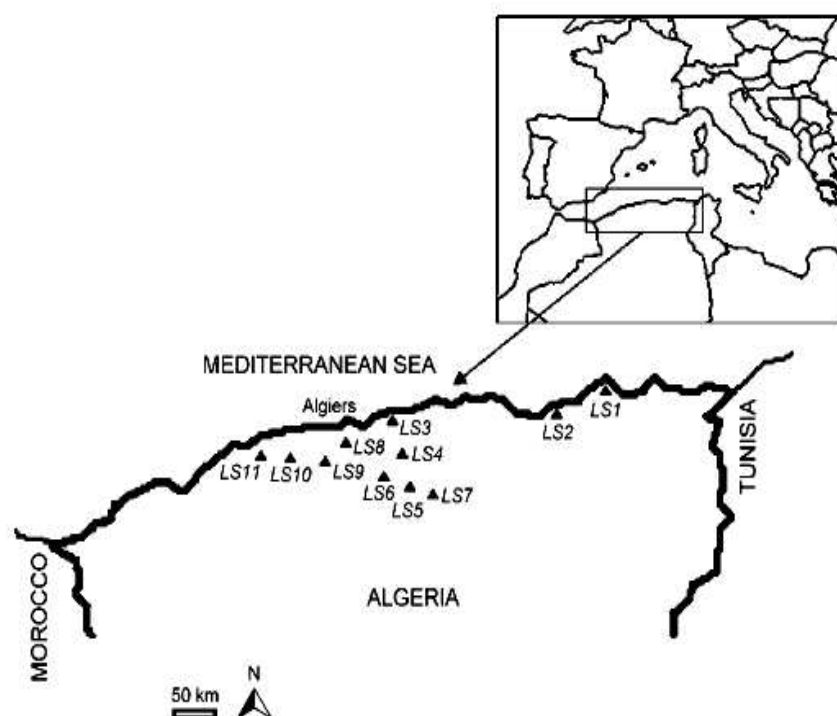 MEDITERRANEAN SEA
Algiers
LS1
LS2
LS3
LS8
LS4
LS11
LS10
LS9
LS6
LS5
LS7
TUNISIA
MOROCCO
ALGERIA
N
50 km